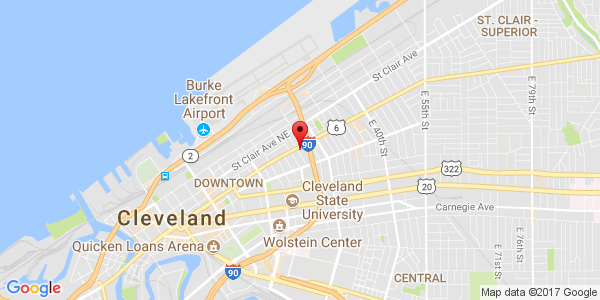 ST. CLAIR -
SUPERIOR
St Clair Ave
Burke
Lakefront
Airport
E 55th St
E 79th St
6
E 40th St
St Clair Ave NE
90
2
322
DOWNTOWN
20
Cleveland
State
University
Carnegie Ave
Cleveland
Wolstein Center
Quicken Loans Arena
E 71st St
E 76th St
90
CENTRAL
Google
Map data ©2017 Google